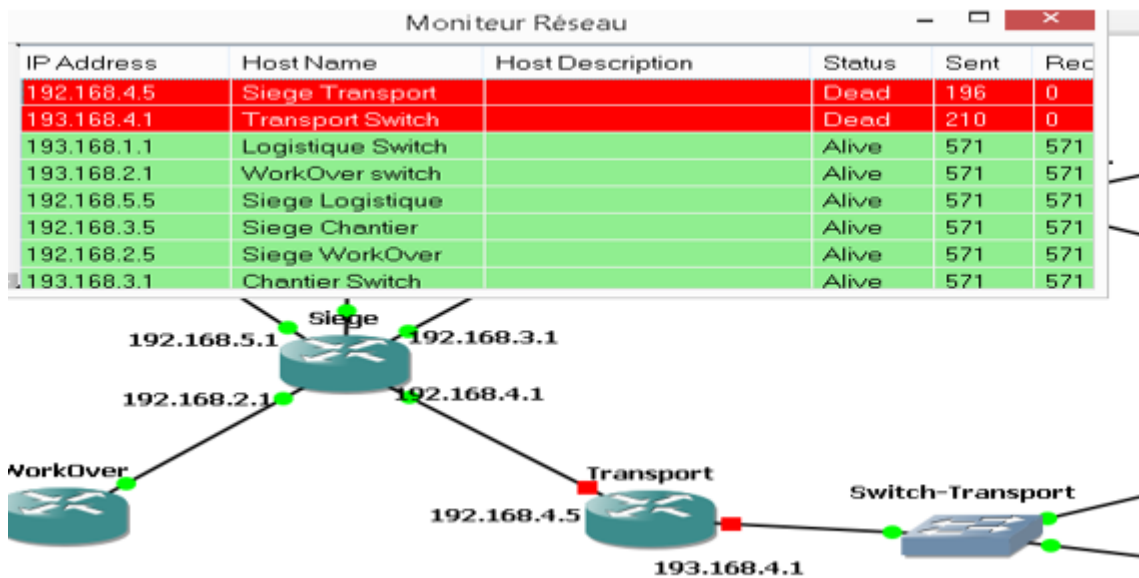 Moniteur Réseau
IP Address Host Name Host Description Status Sent Rec
192.168.4.5 Siege Transport Dead 196 0
193.168.4.1 Transport Switch Dead 210 0
193.168.1.1 Logistique Switch Alive 571 571
193.168.2.1 WorkOver switch Alive 571 571
192.168.5.5 Siege Logistique Alive 571 571
192.168.3.5 Siege Chantier Alive 571 571
192.168.2.5 Siege WorkOver Alive 571 571
193.168.3.1 Chantier Switch Alive 571 571
Siege
192.168.5.1 192.168.3.1
192.168.2.1 192.168.4.1
WorkOver Transport
Switch-Transport
192.168.4.5
193.168.4.1